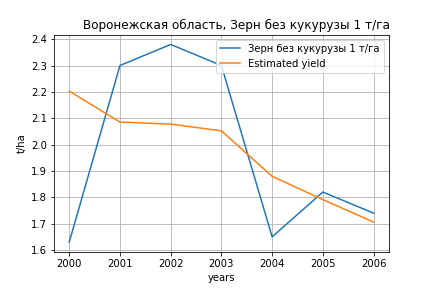 Воронежская область, Зерн без кукурузы 1 т/га
Зерн без кукурузы 1 т/га
Estimated yield
t/ha
2.4
2.3
2.2
2.1
2.0
1.9
1.8
1.7
1.6
2000 2001 2002 2003 2004 2005 2006
years